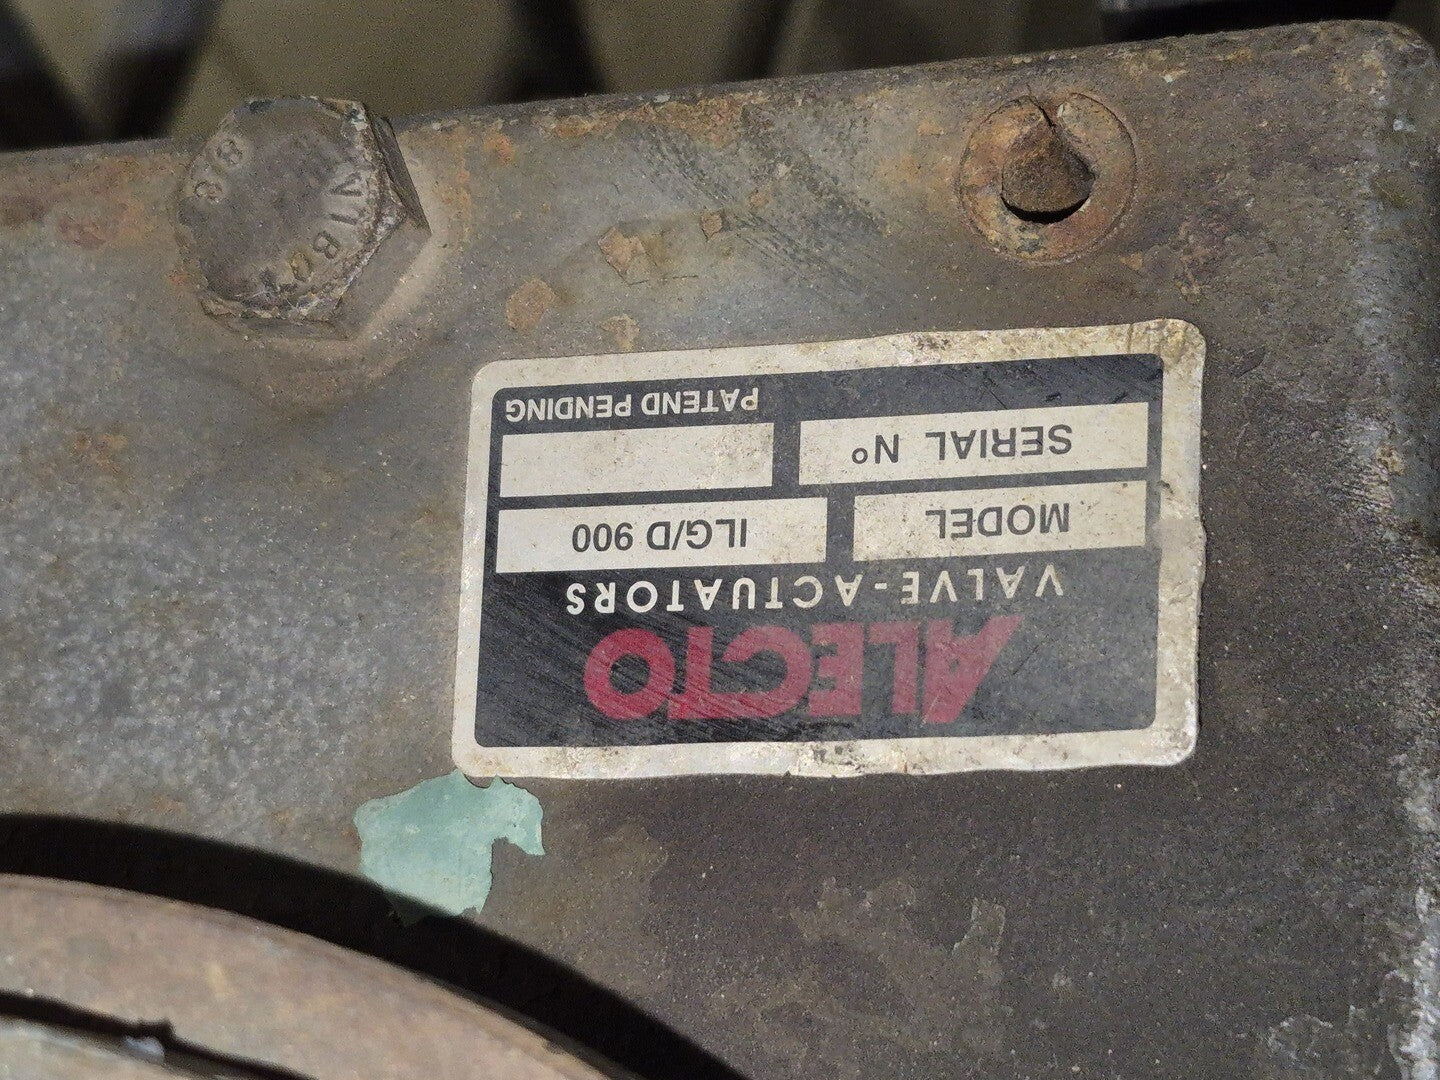 ALECTO
VALVE-ACTUATORS
MODEL ILG/D 900
SERIAL Nº
PATEND PENDING
8.8